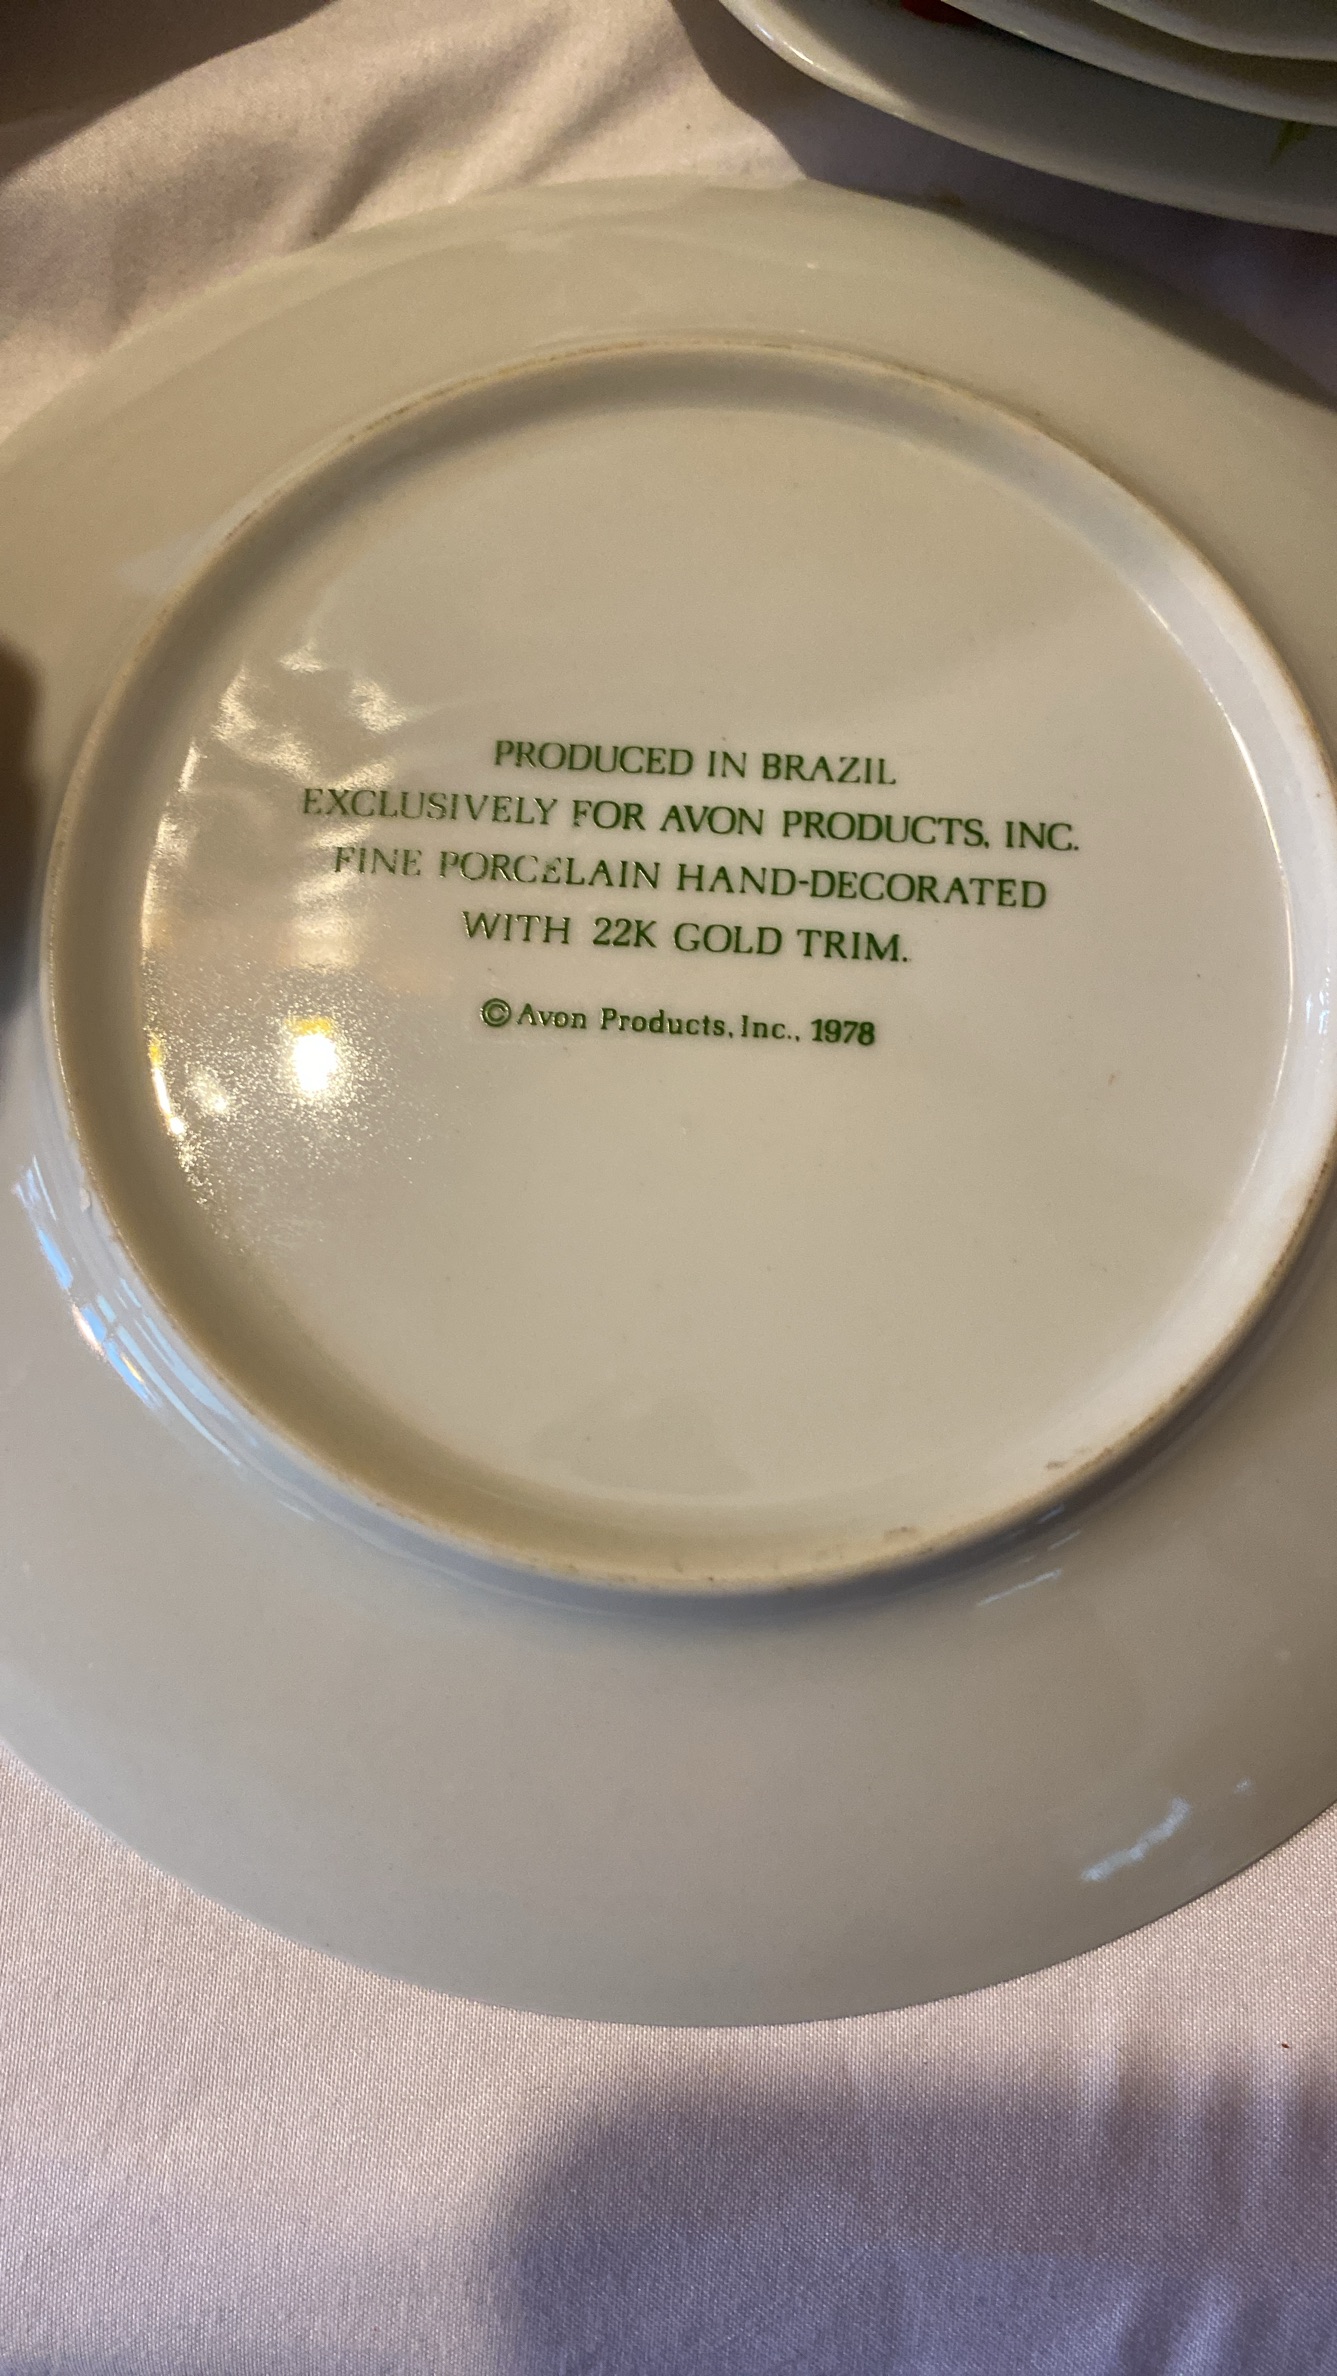 PRODUCED IN BRAZIL
EXCLUSIVELY FOR AVON PRODUCTS, INC.
FINE PORCELAIN HAND-DECORATED
WITH 22K GOLD TRIM.
© Avon Products, Inc., 1978